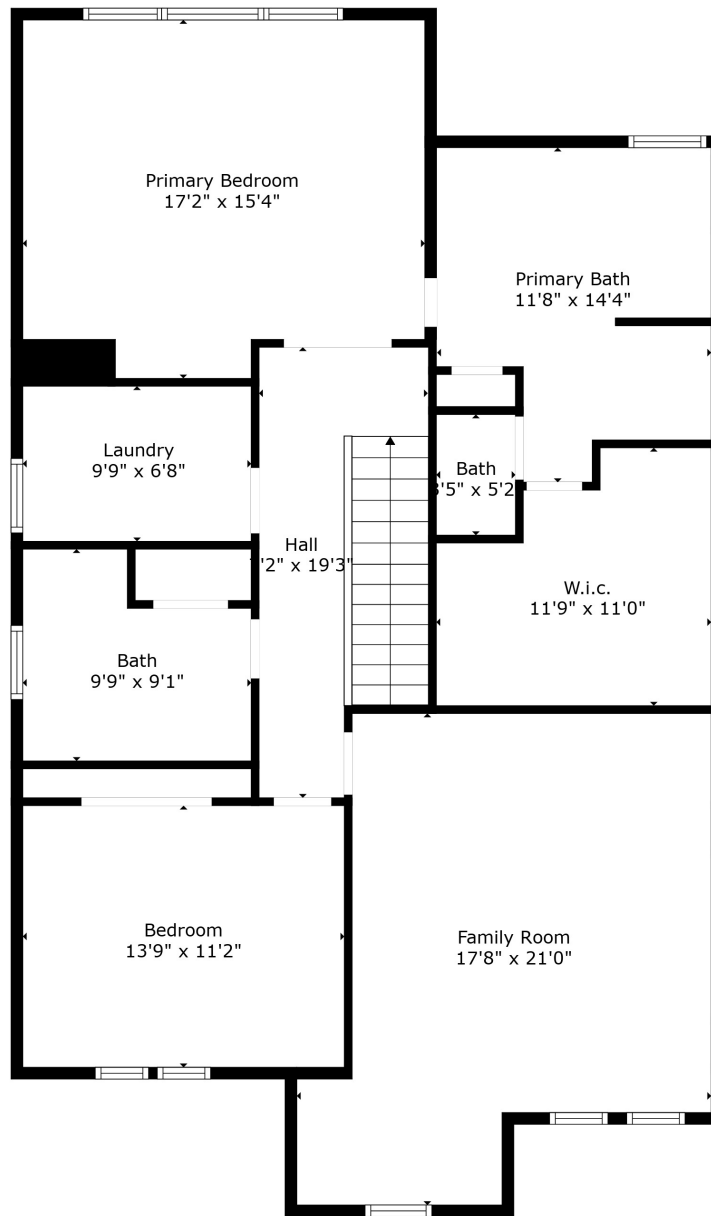 Primary Bedroom
17'2" x 15'4"
Primary Bath
11'8" x 14'4"
Laundry
9'9" x 6'8"
Bath
5'2
Hall
19'3"
W.i.c.
11'9" x 11'0"
Bath
9'9" x 9'1"
Bedroom
13'9" x 11'2"
Family Room
17'8" x 21'0"